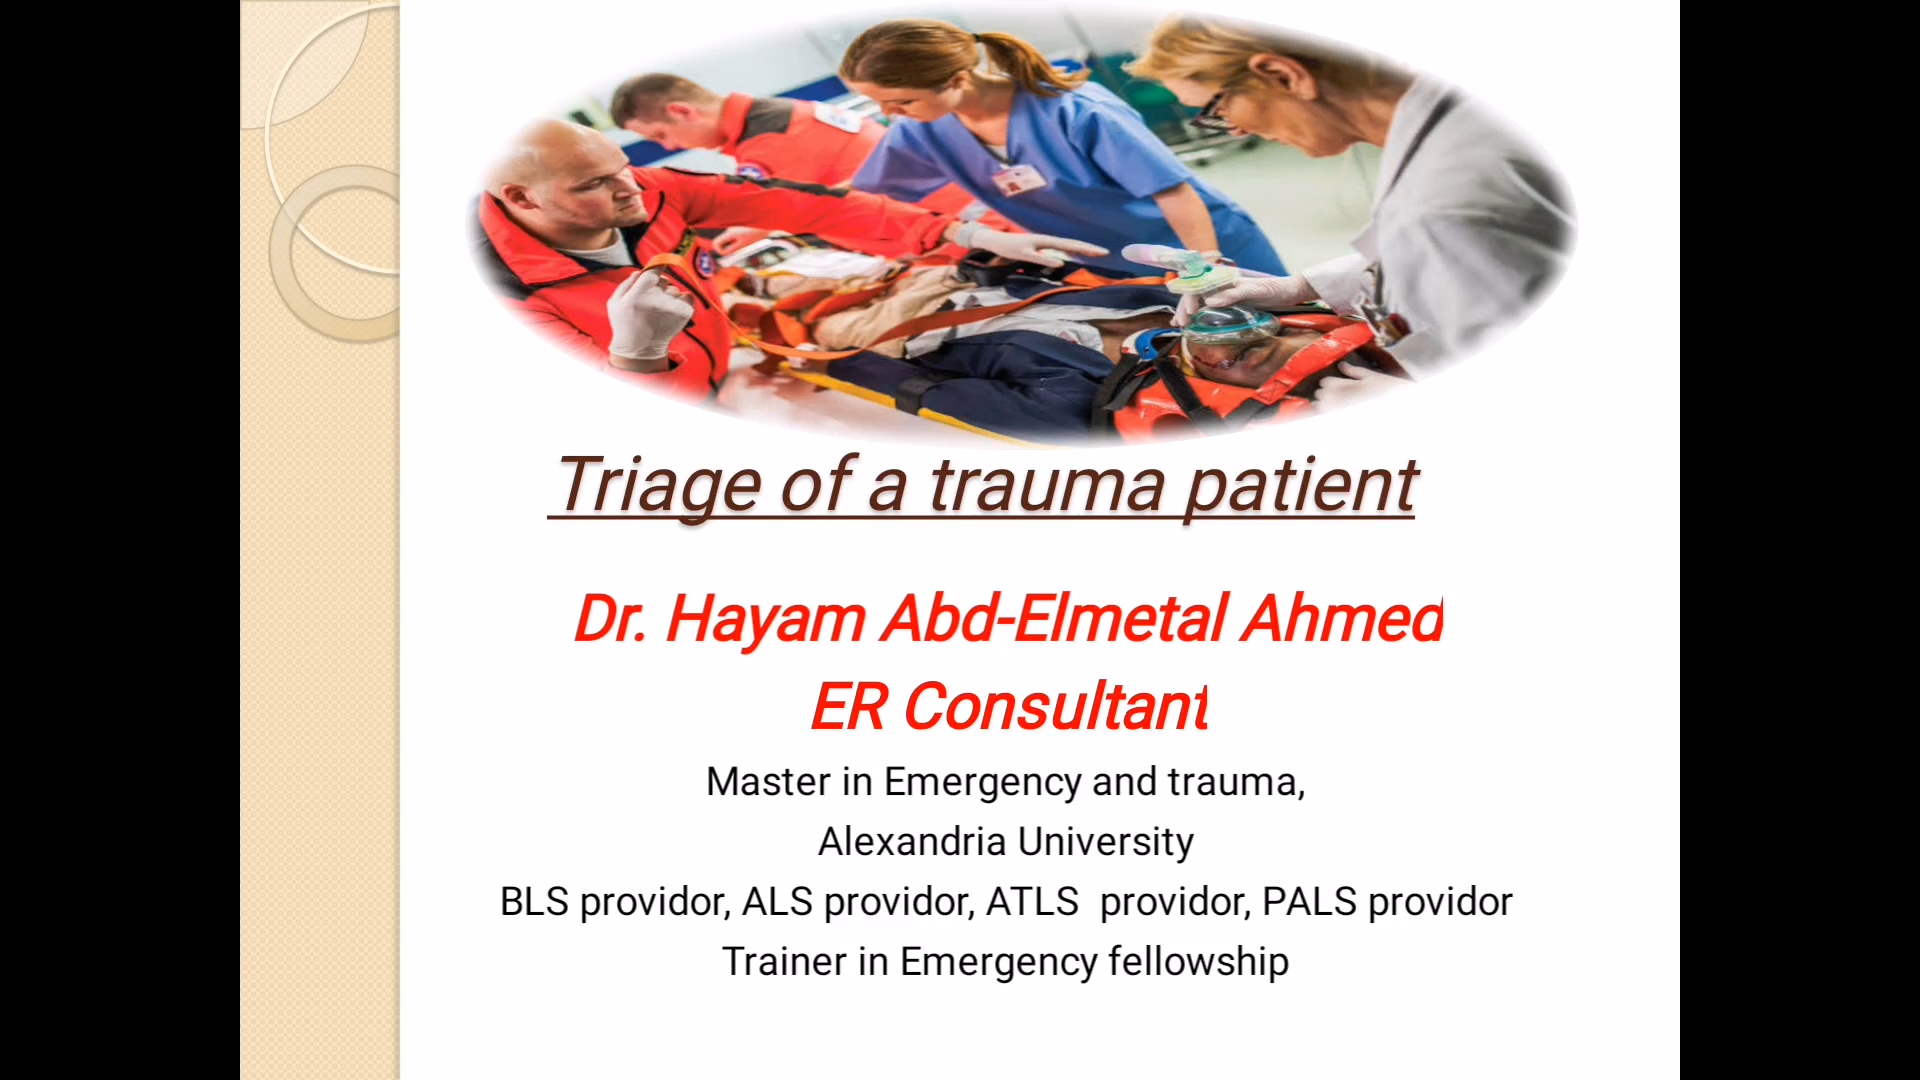 Triage of a trauma patient
Dr. Hayam Abd-Elmetal Ahmed
ER Consultant
Master in Emergency and trauma,
Alexandria University
BLS providor, ALS providor, ATLS  providor, PALS providor
Trainer in Emergency fellowship